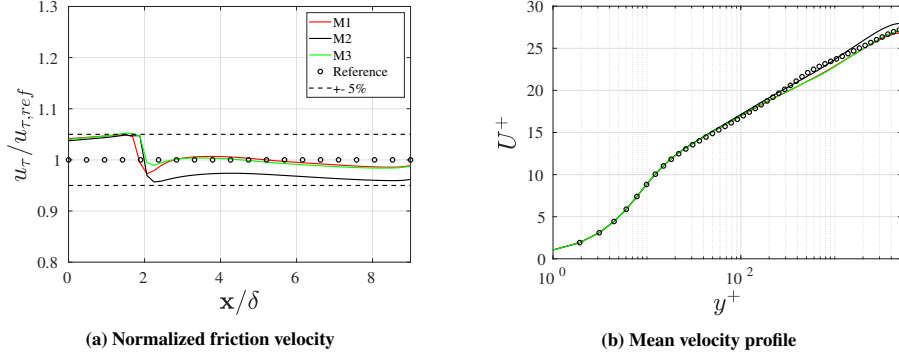 1.3
1.2
1.1
1
0.9
0.8
u_τ/u_τ,ref
M1
M2
M3
Reference
+- 5%
0
2
4
6
8
x/δ
(a) Normalized friction velocity
30
25
20
15
10
5
0
U^+
10^0
10^2
y^+
(b) Mean velocity profile